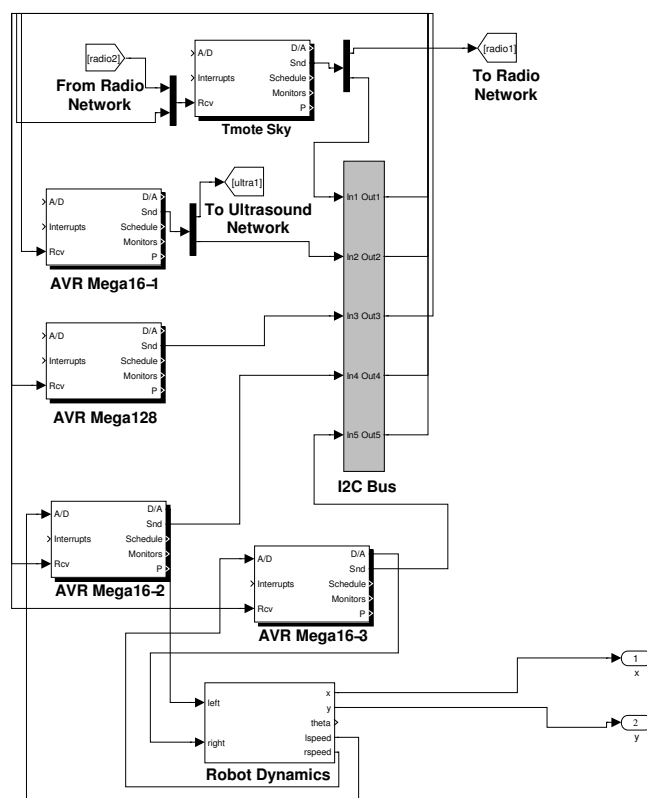 D/A
[radio2]
A/D
Snd
[radio1]
Interrupts
Schedule
From Radio
Network
Monitors
To Radio
Network
Rcv
P
Tmote Sky
[ultra1]
To Ultrasound
Network
A/D
D/A
Snd
Interrupts
Schedule
Monitors
Rcv
P
AVR Mega16-1
In1 Out1
In2 Out2
In3 Out3
In4 Out4
In5 Out5
I2C Bus
A/D
D/A
Snd
Interrupts
Schedule
Monitors
Rcv
P
AVR Mega128
A/D
D/A
Snd
Interrupts
Schedule
Monitors
Rcv
P
AVR Mega16-2
A/D
D/A
Snd
Interrupts
Schedule
Monitors
Rcv
P
AVR Mega16-3
left
right
x
y
theta
lspeed
rspeed
Robot Dynamics
1
x
2
y